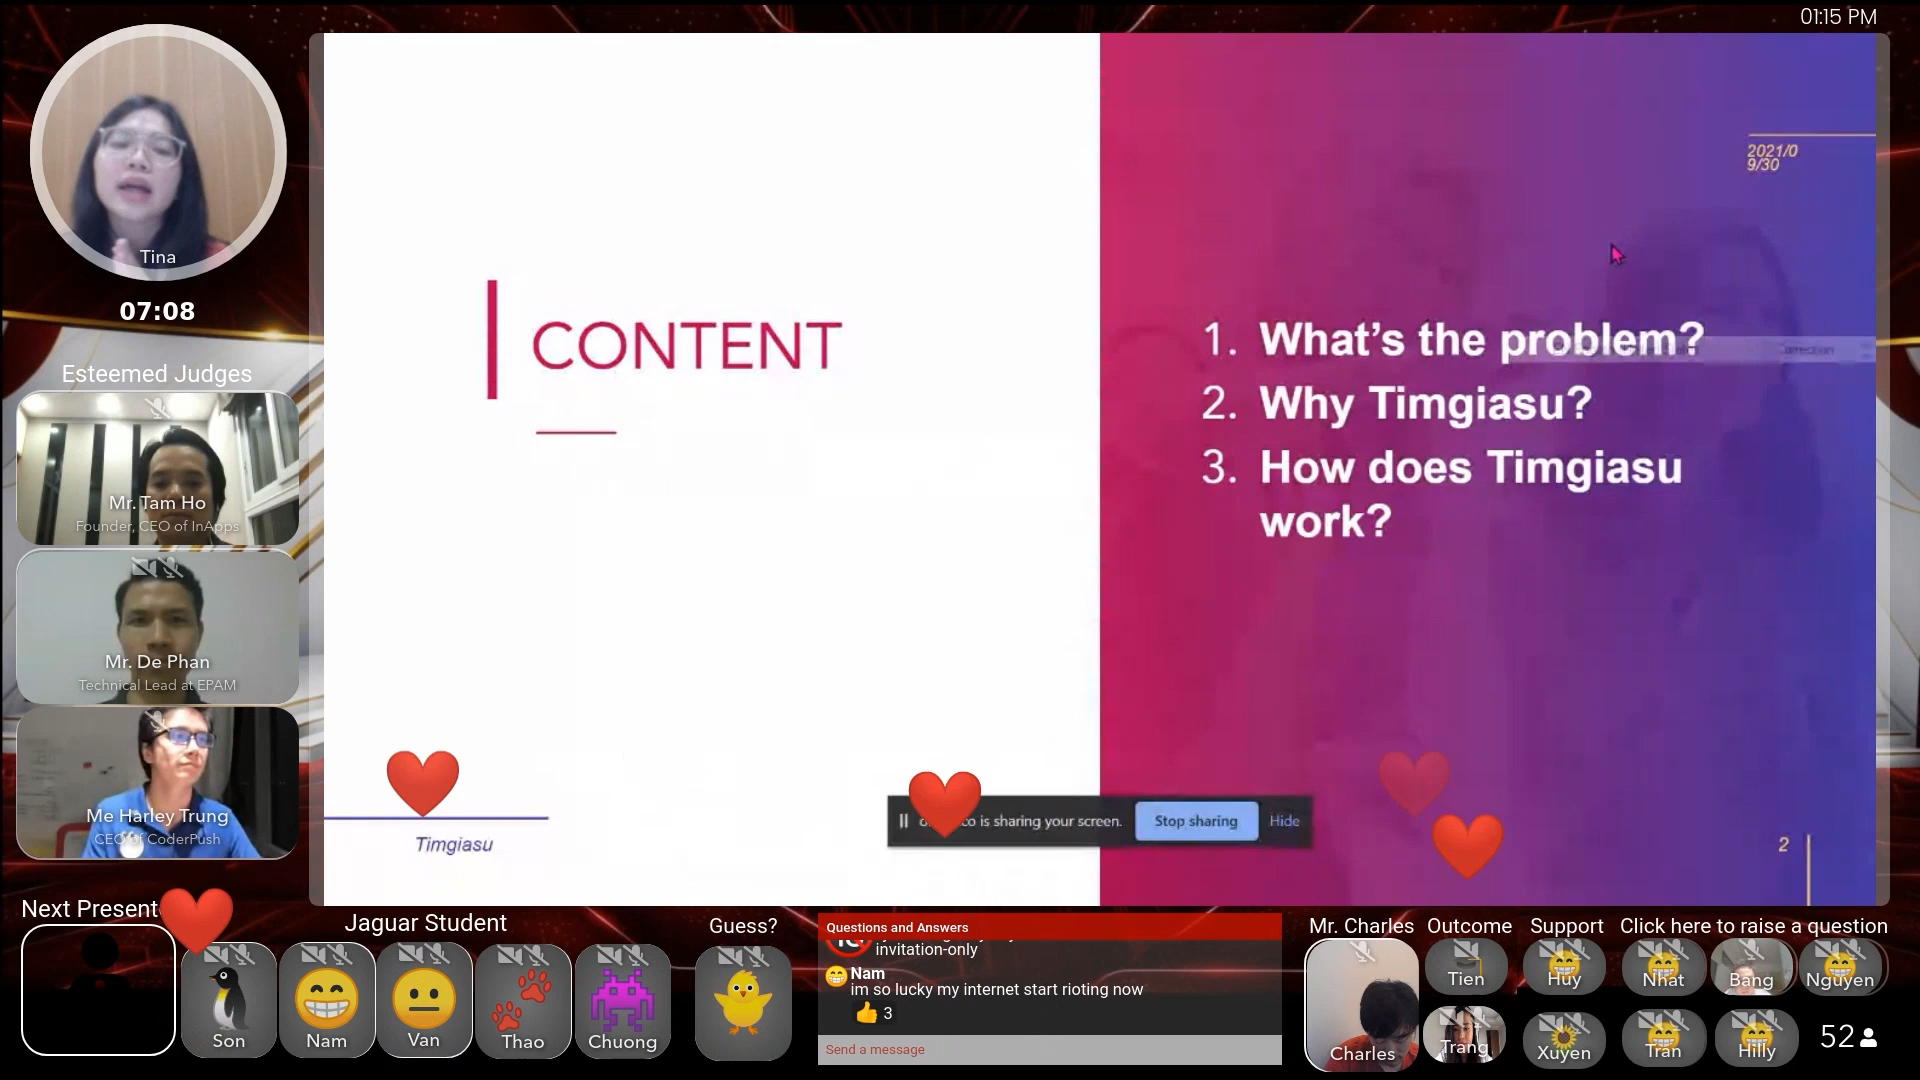 01:15 PM
Tina
07:08
Esteemed Judges
Mr. Tam Ho
Founder, CEO of InApps
Mr. De Phan
Technical Lead at EPAM
Me Harley Trung
CEO of CoderPush
CONTENT
2021/0
9/30
1. What’s the problem?
2. Why Timgiasu?
3. How does Timgiasu
work?
Timgiasu
is sharing your screen.
Stop sharing
Hide
2
Next Present
Jaguar Student
Son
Nam
Van
Thao
Chuong
Guess?
Questions and Answers
invitation-only
Nam
im so lucky my internet start rioting now
👍 3
Send a message
Mr. Charles
Outcome
Support
Click here to raise a question
Charles
Tien
Huy
Nhat
Bang
Nguyen
Trang
Xuyen
Tran
Hilly
52